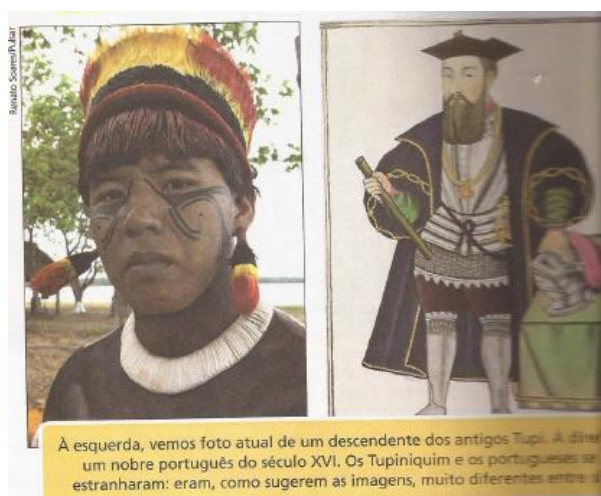 Renato Soares/Pulsar
À esquerda, vemos foto atual de um descendente dos antigos Tupi. À
um nobre português do século XVI. Os Tupiniquim e os portugueses se
estranharam: eram, como sugerem as imagens, muito diferentes entre